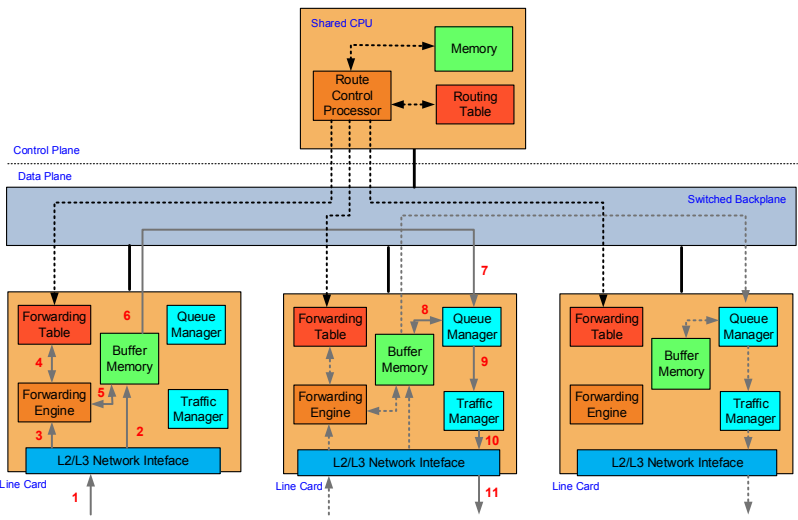 Shared CPU
Memory
Route
Control
Processor
Routing
Table
Control Plane
Data Plane
Switched Backplane
6
Forwarding
Table
Queue
Manager
4
Buffer
Memory
5
Forwarding
Engine
Traffic
Manager
3
2
L2/L3 Network Inteface
Line Card
1
7
Forwarding
Table
8
Queue
Manager
Buffer
Memory
9
Forwarding
Engine
Traffic
Manager
10
L2/L3 Network Inteface
Line Card
11
Forwarding
Table
Queue
Manager
Buffer
Memory
Forwarding
Engine
Traffic
Manager
L2/L3 Network Inteface
Line Card